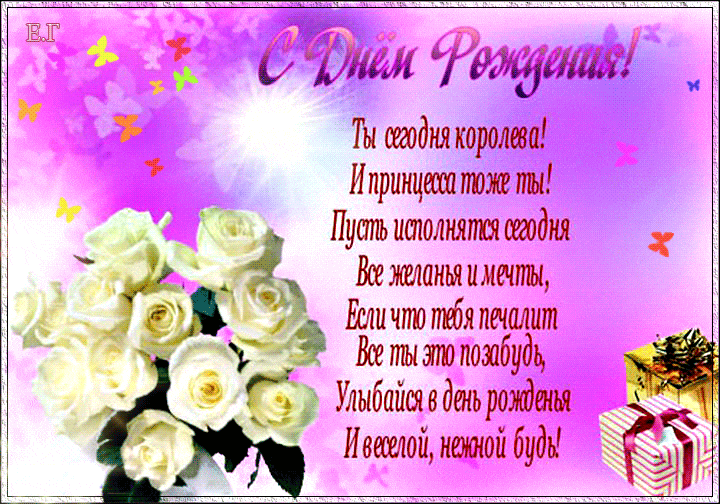 Е.Г
С Днём Рождения!
Ты сегодня королева!
И принцесса тоже ты!
Пусть исполнятся сегодня
Все желанья и мечты,
Если что тебя печалит
Все ты это позабудь,
Улыбайся в день рожденья
И веселой, нежной будь!